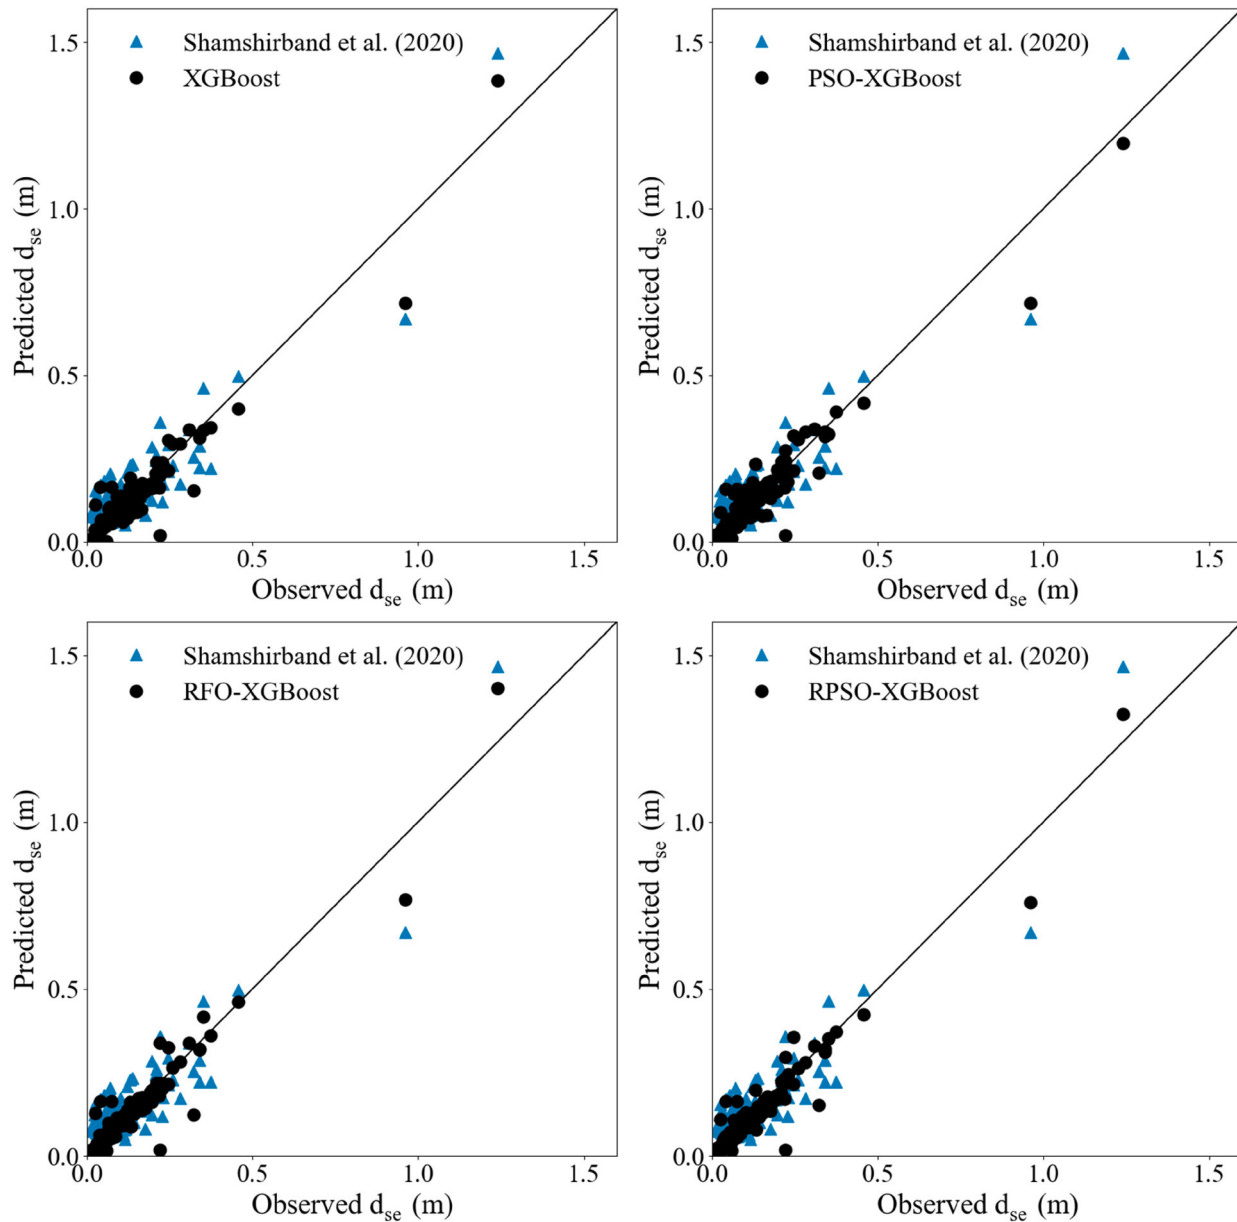 1.5
Shamshirband et al. (2020)
XGBoost
1.0
Predicted dse (m)
0.5
0.0
0.0 0.5 1.0 1.5
Observed dse (m)
1.5
Shamshirband et al. (2020)
PSO-XGBoost
1.0
Predicted dse (m)
0.5
0.0
0.0 0.5 1.0 1.5
Observed dse (m)
1.5
Shamshirband et al. (2020)
RFO-XGBoost
1.0
Predicted dse (m)
0.5
0.0
0.0 0.5 1.0 1.5
Observed dse (m)
1.5
Shamshirband et al. (2020)
RPSO-XGBoost
1.0
Predicted dse (m)
0.5
0.0
0.0 0.5 1.0 1.5
Observed dse (m)